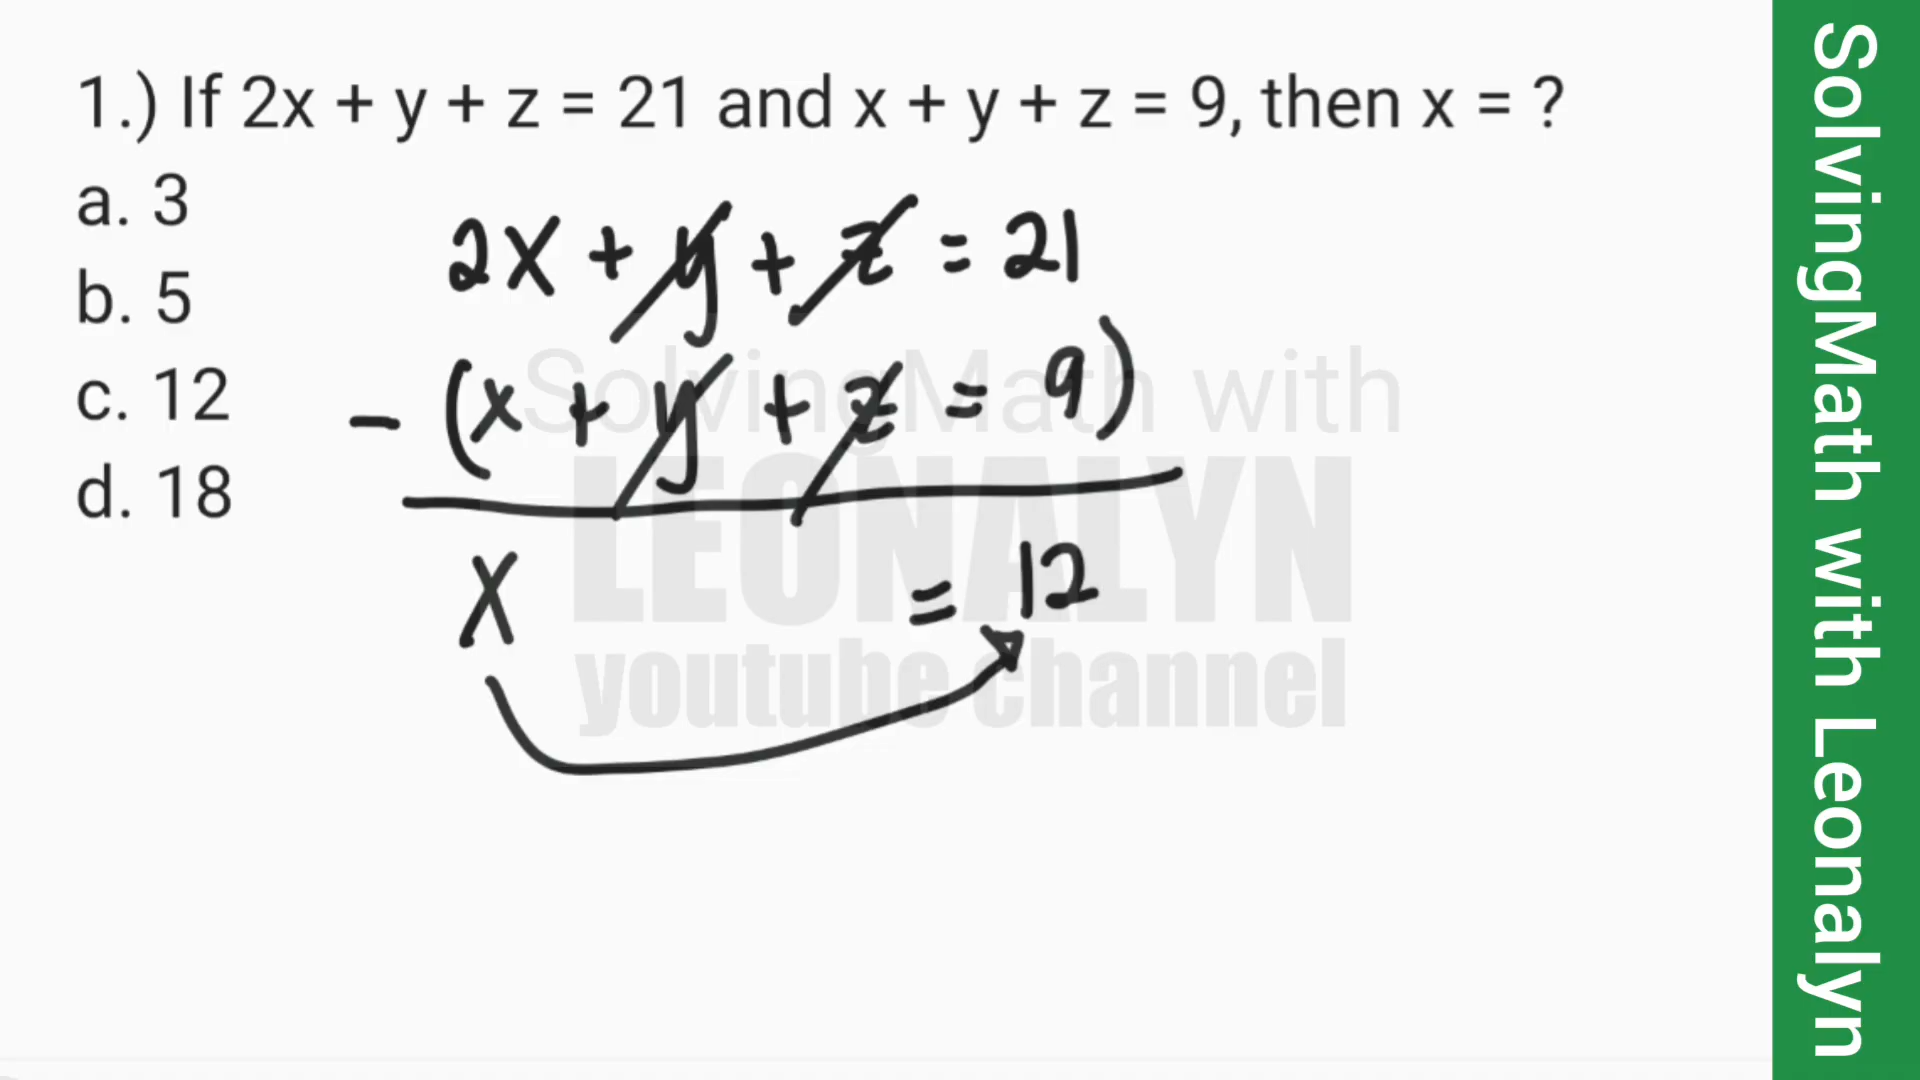 1.) If 2x + y + z = 21 and x + y + z = 9, then x = ?
a. 3
b. 5
c. 12
d. 18
2x + y + z = 21
- (x + y + z = 9)
x = 12
SolvingMath with
LEONALYN
youtube channel
SolvingMath with Leonalyn